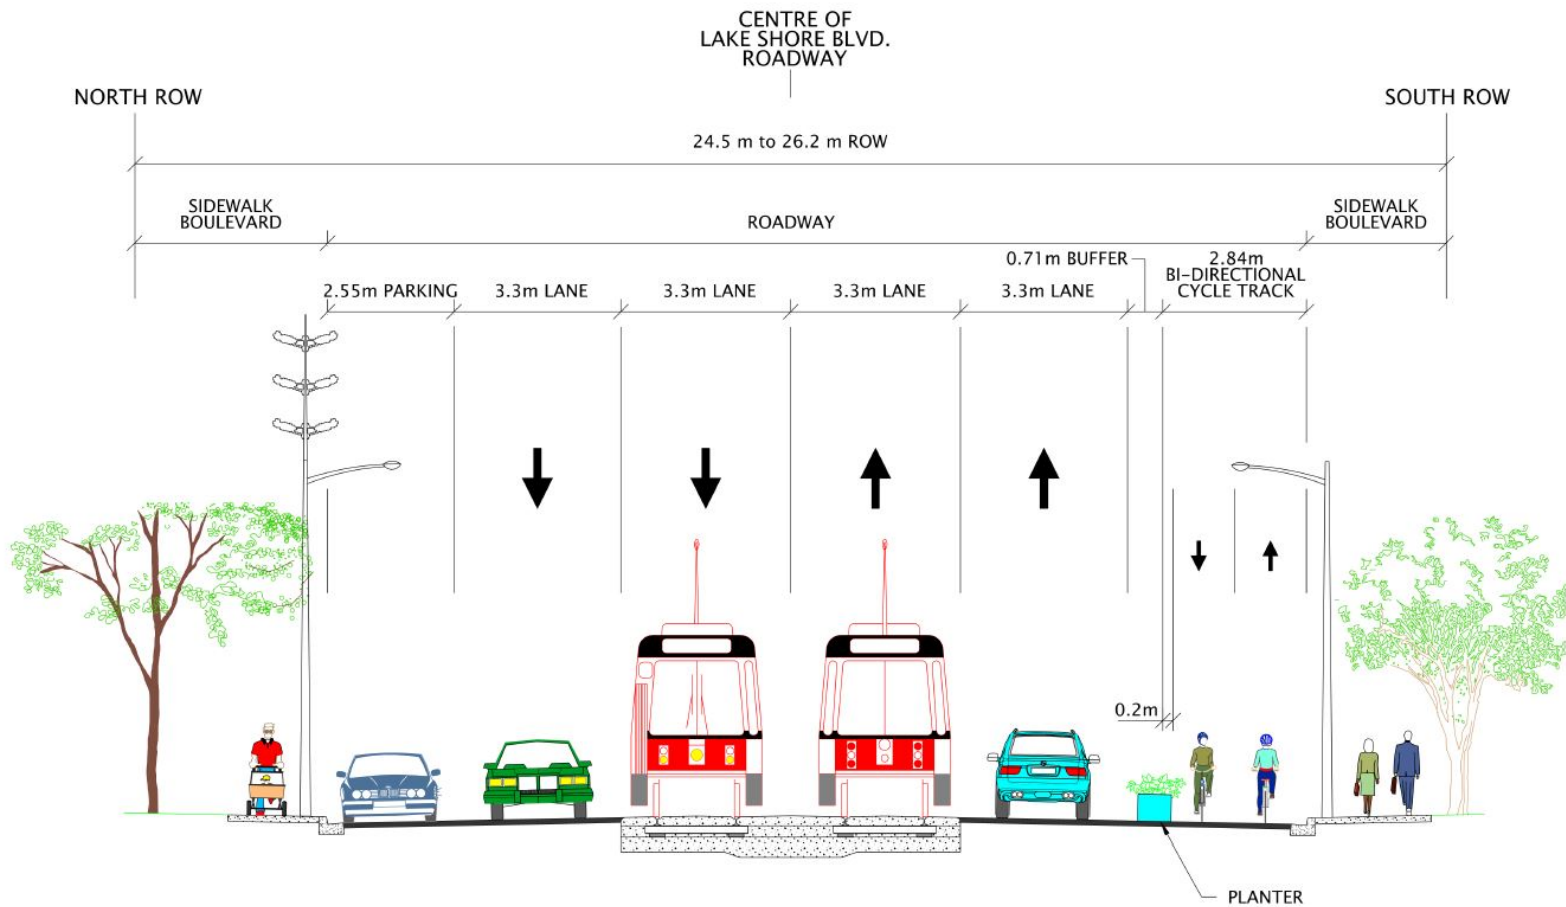 CENTRE OF
LAKE SHORE BLVD.
ROADWAY
NORTH ROW
SOUTH ROW
24.5 m to 26.2 m ROW
SIDEWALK
BOULEVARD
ROADWAY
SIDEWALK
BOULEVARD
0.71m BUFFER
2.84m
BI-DIRECTIONAL
CYCLE TRACK
2.55m PARKING
3.3m LANE
3.3m LANE
3.3m LANE
3.3m LANE
0.2m
PLANTER